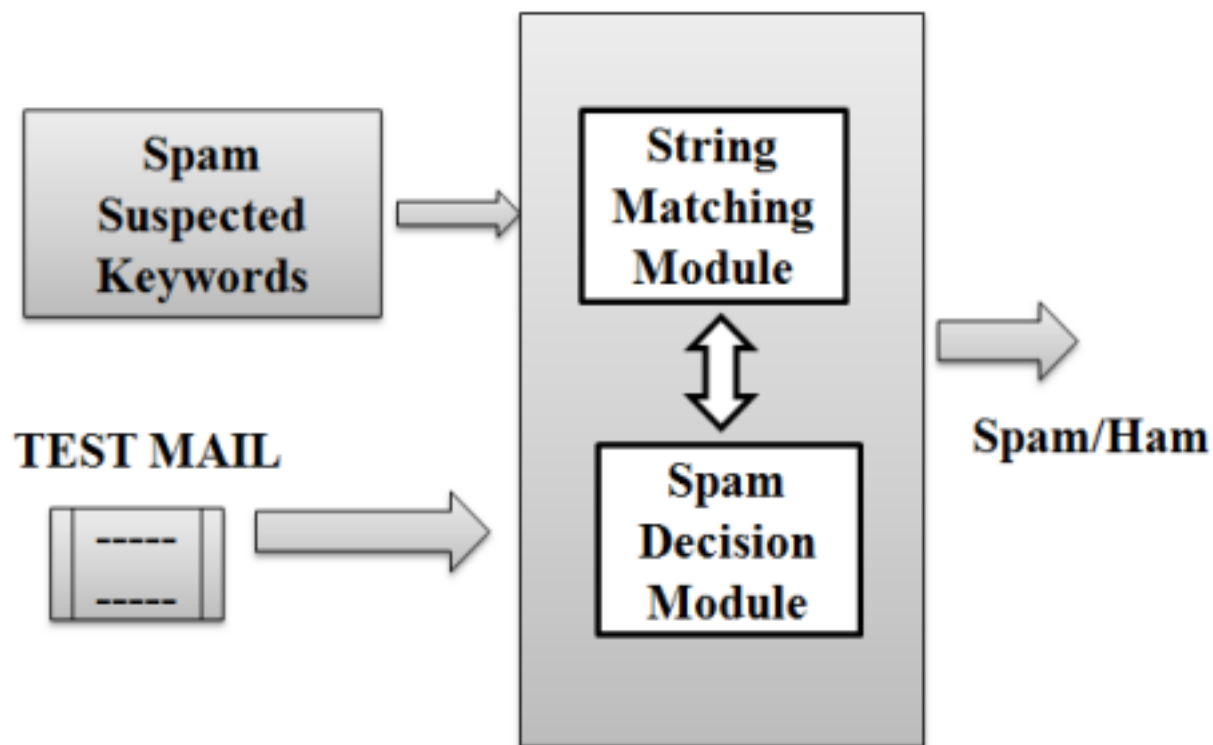 Spam
Suspected
Keywords
String
Matching
Module
TEST MAIL
-----
-----
Spam
Decision
Module
Spam/Ham